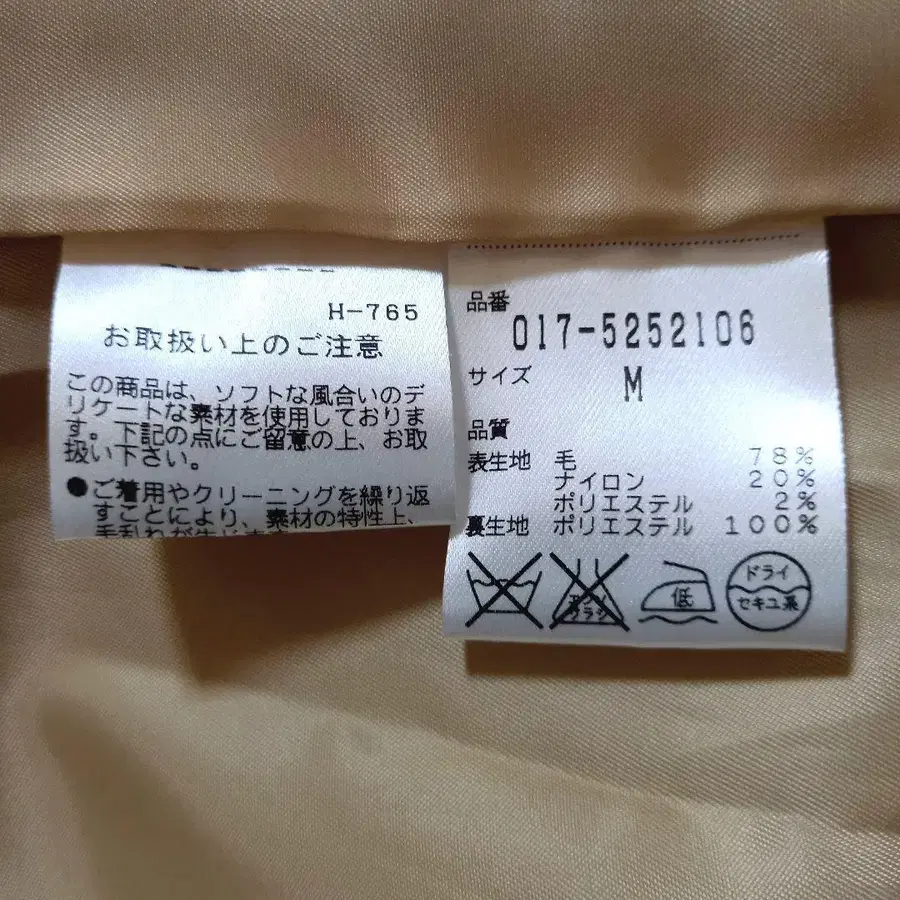 H-765
お取扱い上のご注意
この商品は、ソフトな風合いのデ
リケートな素材を使用しておりま
す。下記の点にご留意の上、お取
扱い下さい。
●ご着用やクリーニングを繰り返
すことにより、素材の特性上、
品番
017-5252106
サイズ M
品質
表生地 毛 78%
ナイロン 20%
ポリエステル 2%
裏生地 ポリエステル 100%
低
ドライ
セキユ系